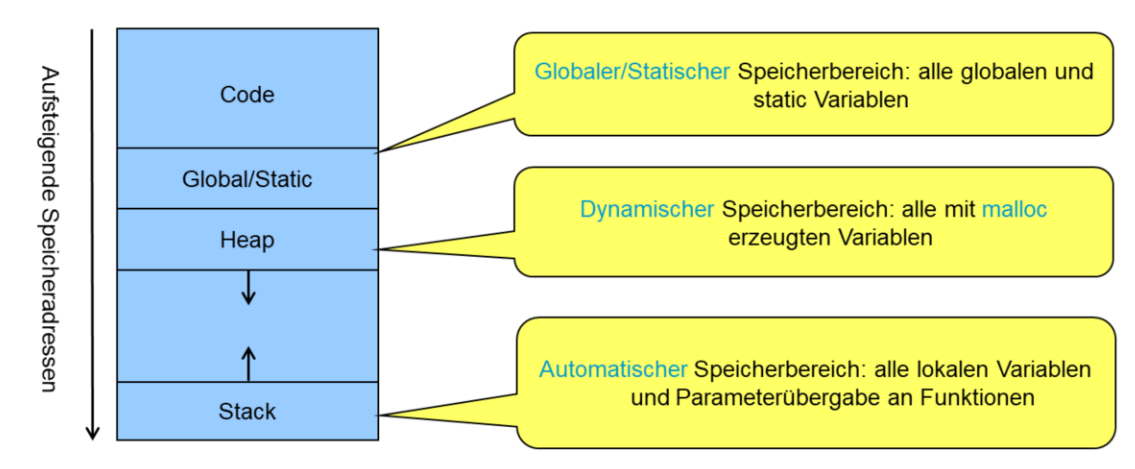 Aufsteigende Speicheradressen
Code
Global/Static
Heap
Stack
Globaler/Statischer Speicherbereich: alle globalen und
static Variablen
Dynamischer Speicherbereich: alle mit malloc
erzeugten Variablen
Automatischer Speicherbereich: alle lokalen Variablen
und Parameterübergabe an Funktionen